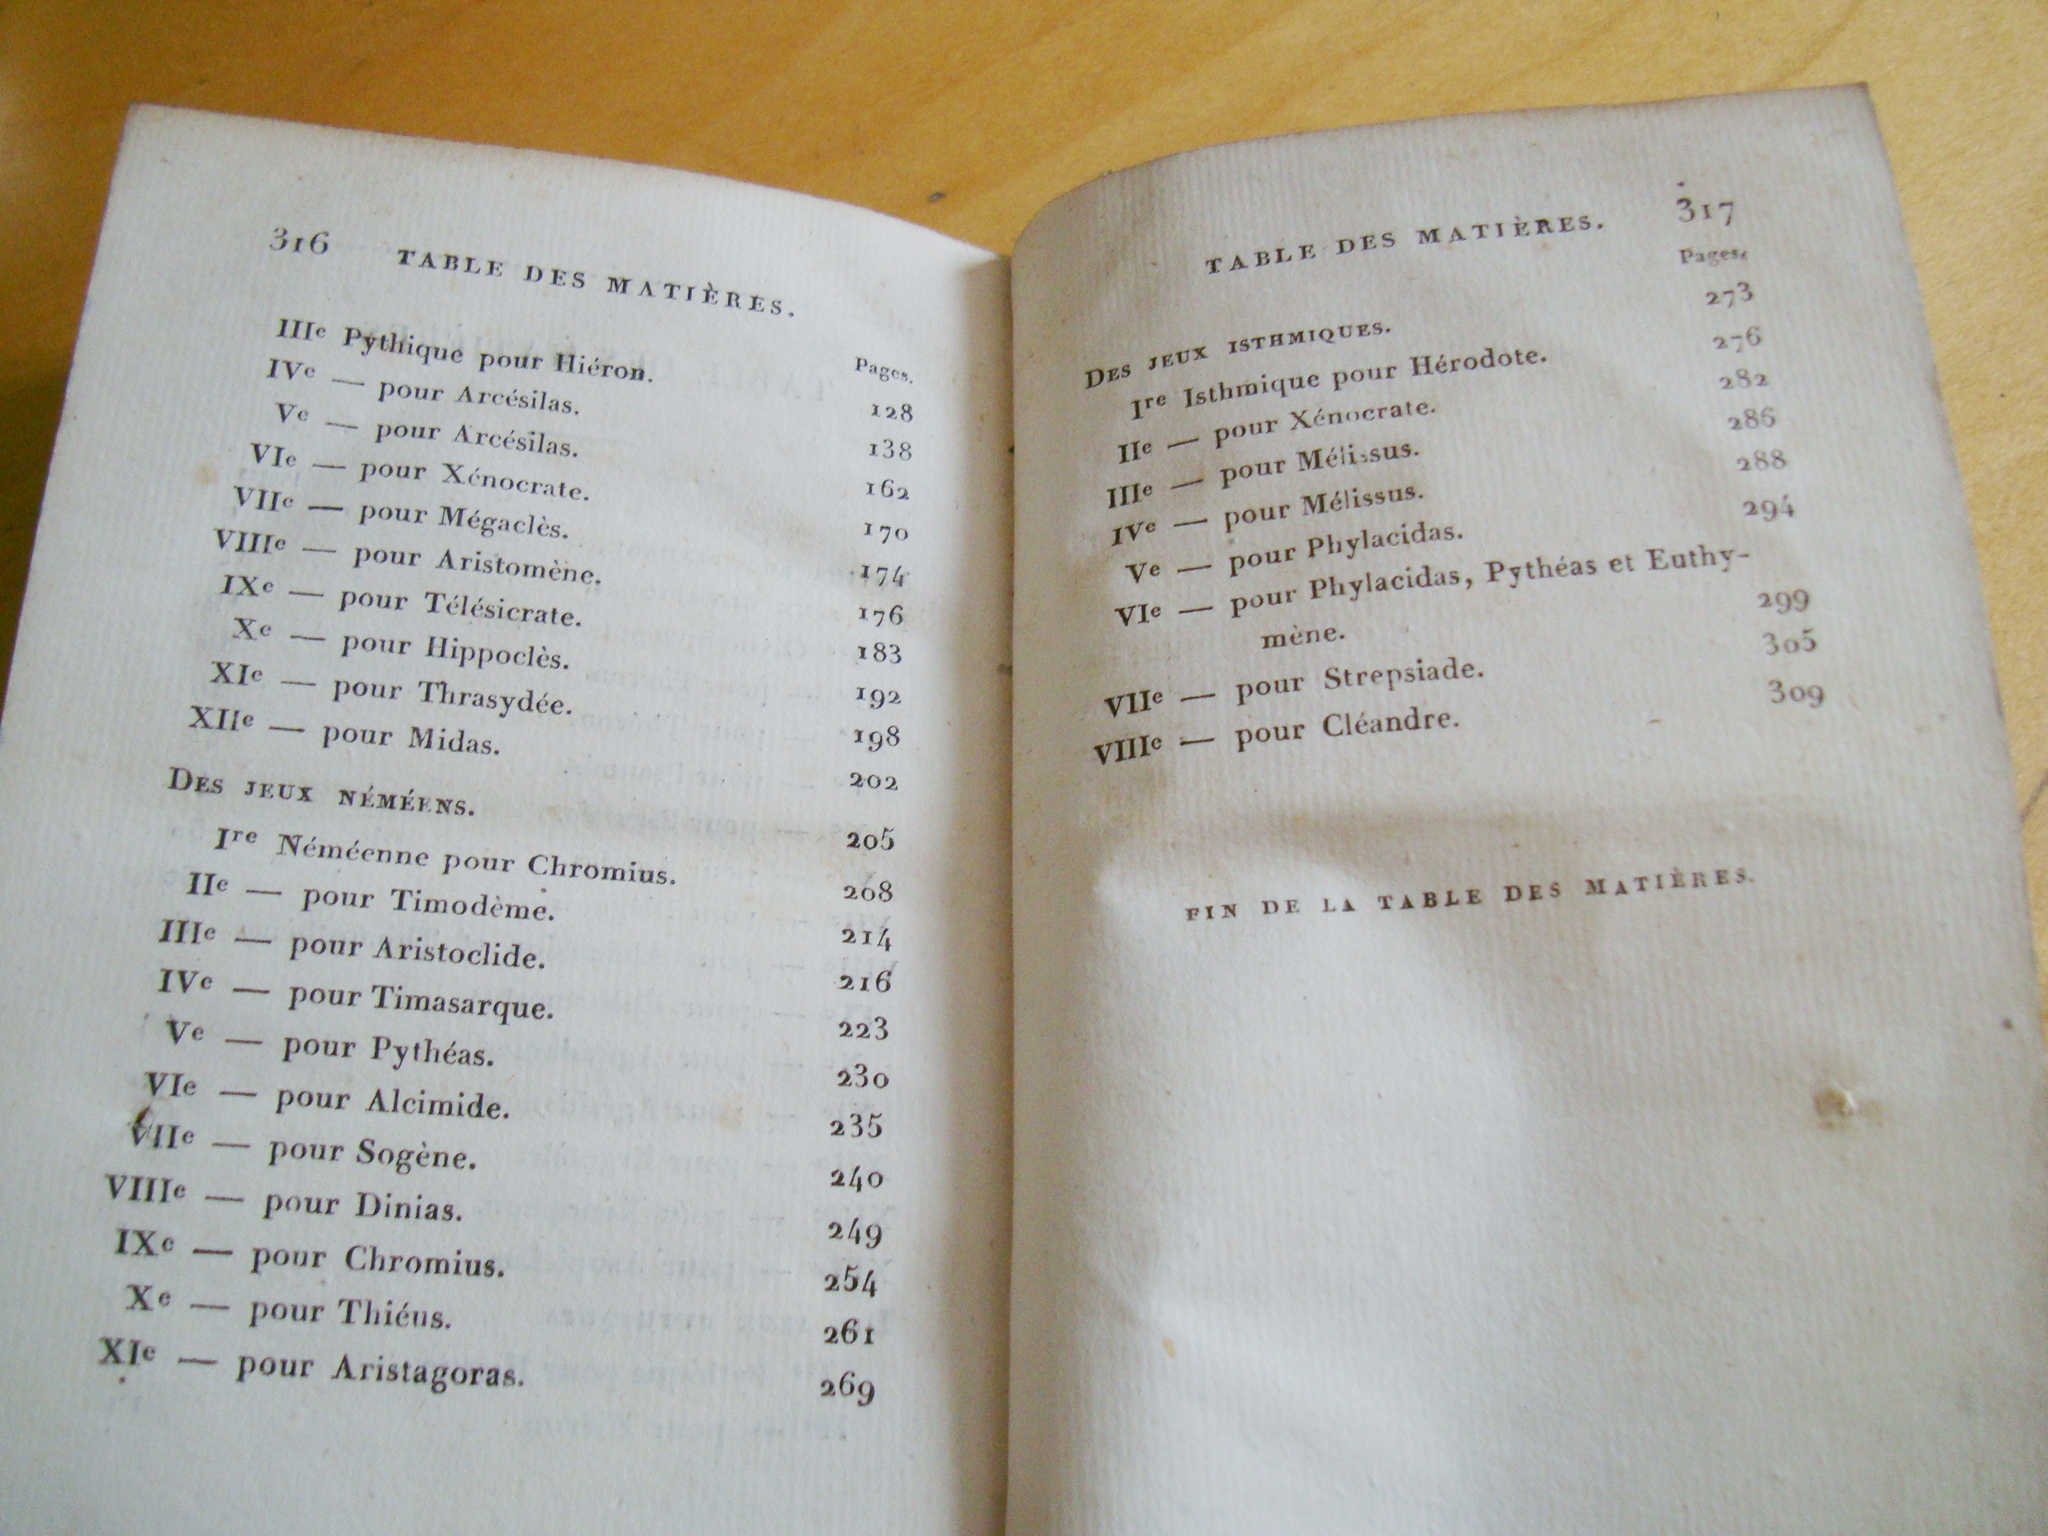 316 TABLE DES MATIÈRES.
Pages.
IIIe Pythique pour Hiéron. 128
IVe — pour Arcésilas. 138
Ve — pour Arcésilas. 162
VIe — pour Xénocrate. 170
VIIe — pour Mégaclès. 174
VIIIe — pour Aristomène. 176
IXe — pour Télésicrate. 183
Xe — pour Hippoclès. 192
XIe — pour Thrasydée. 198
XIIe — pour Midas. 202
DES JEUX NÉMÉENS. 205
Ire Néméenne pour Chromius. 208
IIe — pour Timodème. 214
IIIe — pour Aristoclide. 216
IVe — pour Timasarque. 223
Ve — pour Pythéas. 230
VIe — pour Alcimide. 235
VIIe — pour Sogène. 240
VIIIe — pour Dinias. 249
IXe — pour Chromius. 254
Xe — pour Thiéus. 261
XIe — pour Aristagoras. 269
TABLE DES MATIÈRES. 317
Pages.
DES JEUX ISTHMIQUES. 273
Ire Isthmique pour Hérodote. 276
IIe — pour Xénocrate. 282
IIIe — pour Mélissus. 286
IVe — pour Mélissus. 288
Ve — pour Phylacidas. 294
VIe — pour Phylacidas, Pythéas et Euthy-
mène. 299
VIIe — pour Strepsiade. 305
VIIIe — pour Cléandre. 309
FIN DE LA TABLE DES MATIÈRES.